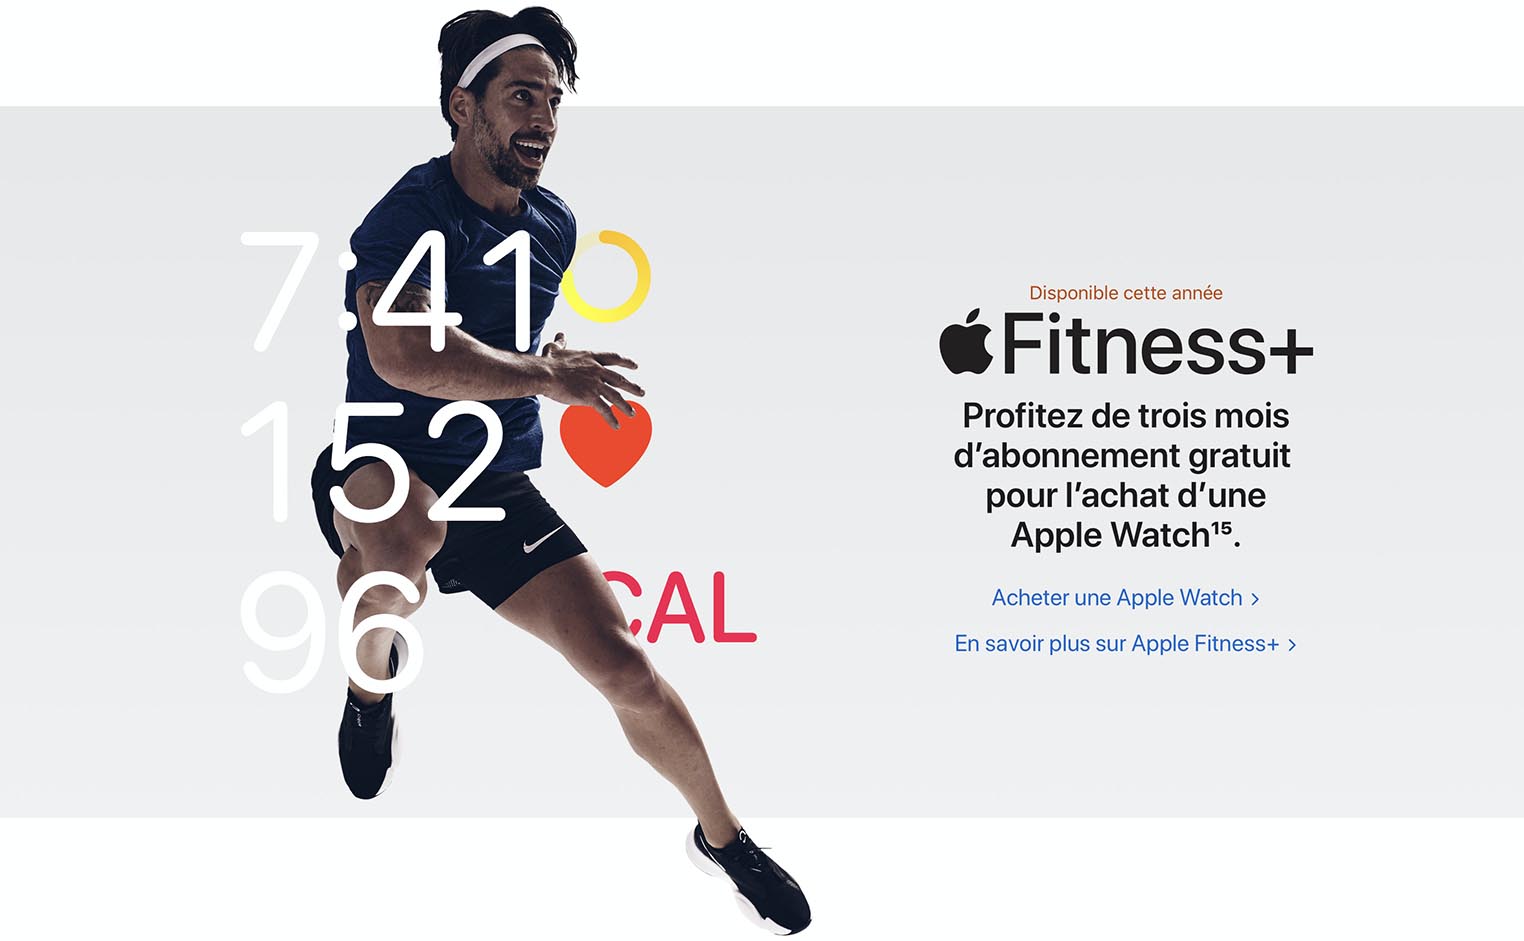 7:41
152
96 CAL
Disponible cette année
Fitness+
Profitez de trois mois
d’abonnement gratuit
pour l’achat d’une
Apple Watch¹⁵.
Acheter une Apple Watch >
En savoir plus sur Apple Fitness+ >